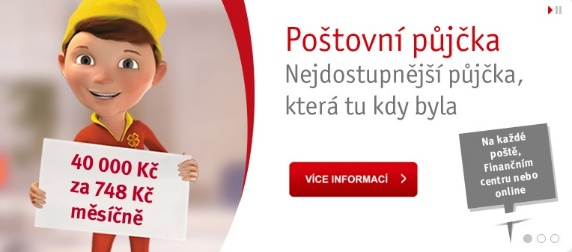 40 000 Kč
za 748 Kč
měsíčně
Poštovní půjčka
Nejdostupnější půjčka,
která tu kdy byla
VÍCE INFORMACÍ
Na každé
poště,
Finančním
centru nebo
online